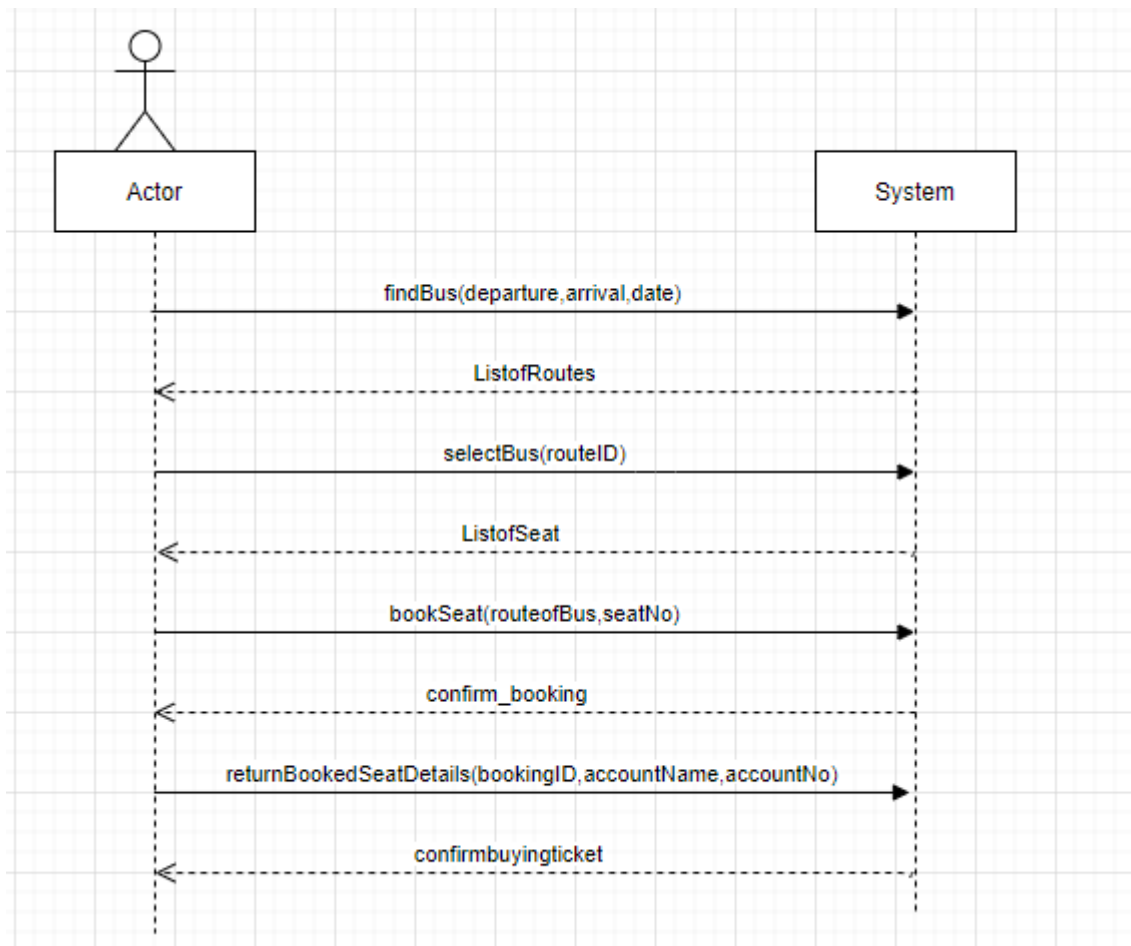 Actor
System
findBus(departure,arrival,date)
ListofRoutes
selectBus(routeID)
ListofSeat
bookSeat(routeofBus,seatNo)
confirm_booking
returnBookedSeatDetails(bookingID,accountName,accountNo)
confirmbuyingticket